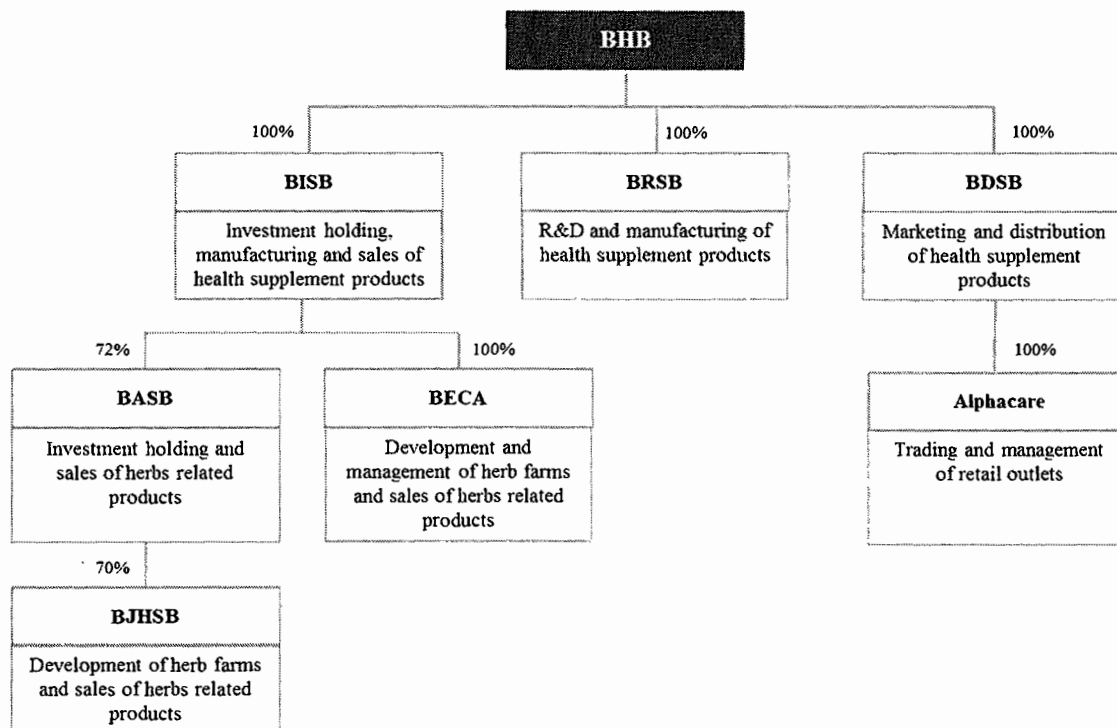 BHB
100%
100%
100%
BISB
BRSB
BDSB
Investment holding,
manufacturing and sales of
health supplement products
R&D and manufacturing of
health supplement products
Marketing and distribution
of health supplement
products
72%
100%
100%
BASB
BECA
Alphacare
Investment holding and
sales of herbs related
products
Development and
management of herb farms
and sales of herbs related
products
Trading and management
of retail outlets
70%
BJHSB
Development of herb farms
and sales of herbs related
products